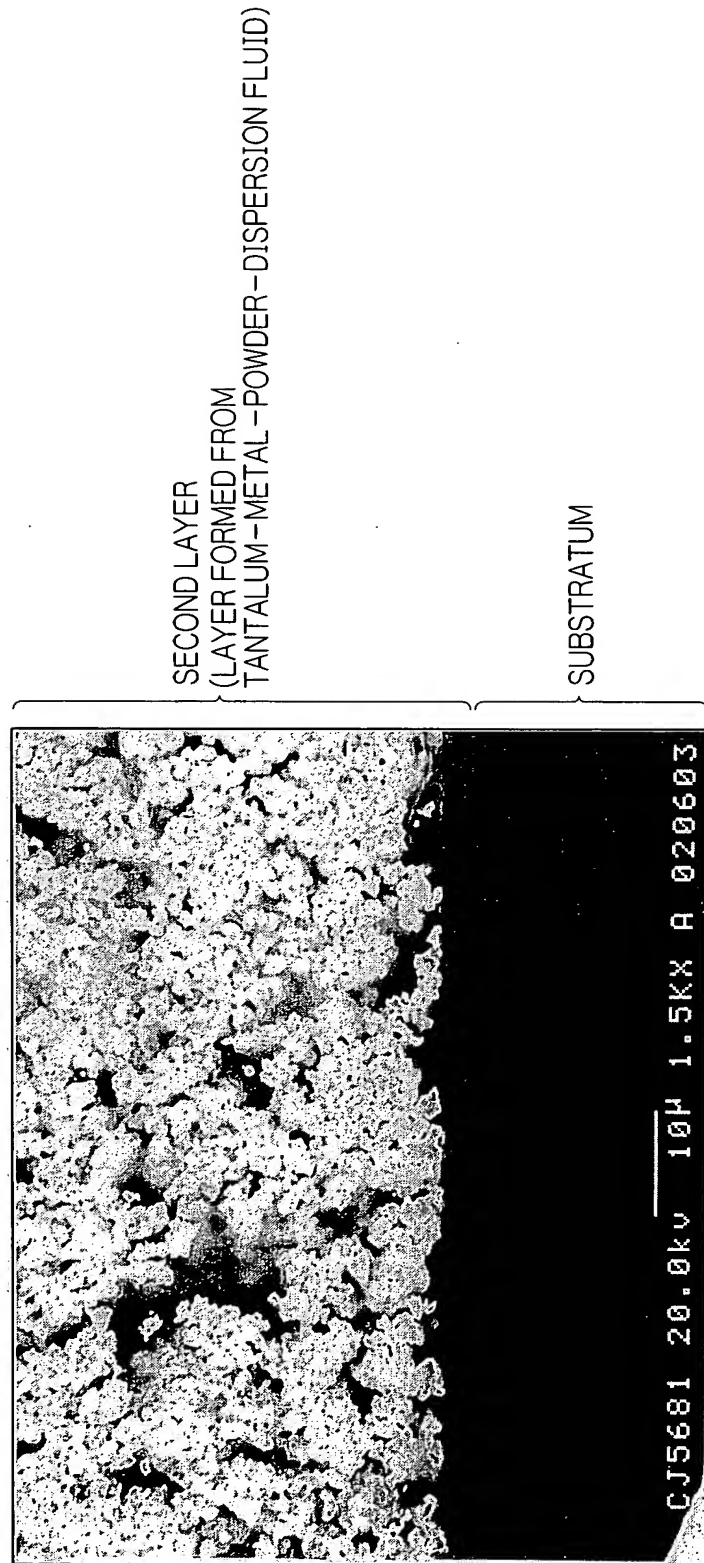 SECOND LAYER
(LAYER FORMED FROM
TANTALUM-METAL-POWDER-DISPERSION FLUID)
SUBSTRATUM
CJ5681 20.0kv 10µ 1.5KX A 020603